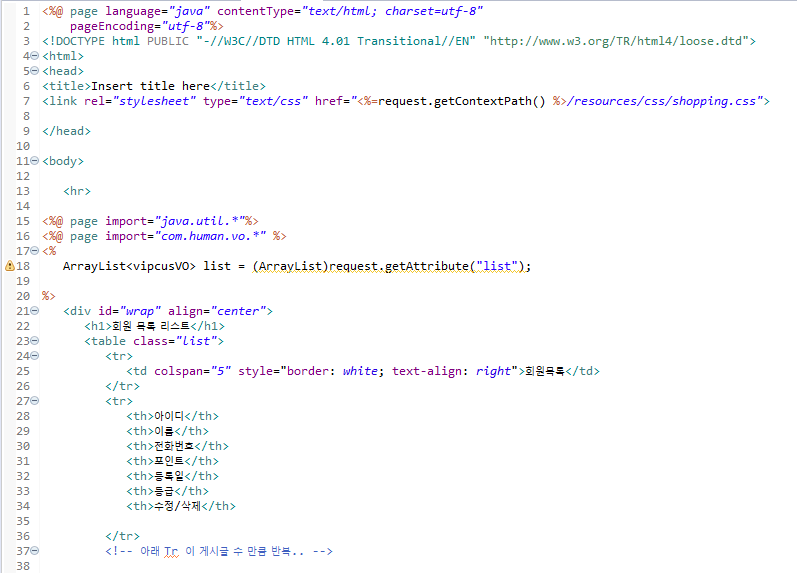 1 <%@ page language="java" contentType="text/html; charset=utf-8"
2     pageEncoding="utf-8"%>
3 <!DOCTYPE html PUBLIC "-//W3C//DTD HTML 4.01 Transitional//EN" "http://www.w3.org/TR/html4/loose.dtd">
4 <html>
5 <head>
6 <title>Insert title here</title>
7 <link rel="stylesheet" type="text/css" href="<%=request.getContextPath() %>/resources/css/shopping.css">
8
9 </head>
10
11 <body>
12
13    <hr>
14
15 <%@ page import="java.util.*"%>
16 <%@ page import="com.human.vo.*" %>
17 <%
18    ArrayList<vipcusVO> list = (ArrayList)request.getAttribute("list");
19
20 %>
21    <div id="wrap" align="center">
22       <h1>회원 목록 리스트</h1>
23       <table class="list">
24          <tr>
25             <td colspan="5" style="border: white; text-align: right">회원목록</td>
26          </tr>
27          <tr>
28             <th>아이디</th>
29             <th>이름</th>
30             <th>전화번호</th>
31             <th>포인트</th>
32             <th>등록일</th>
33             <th>등급</th>
34             <th>수정/삭제</th>
35
36          </tr>
37          <!-- 아래 Tr 이 게시글 수 만큼 반복.. -->
38